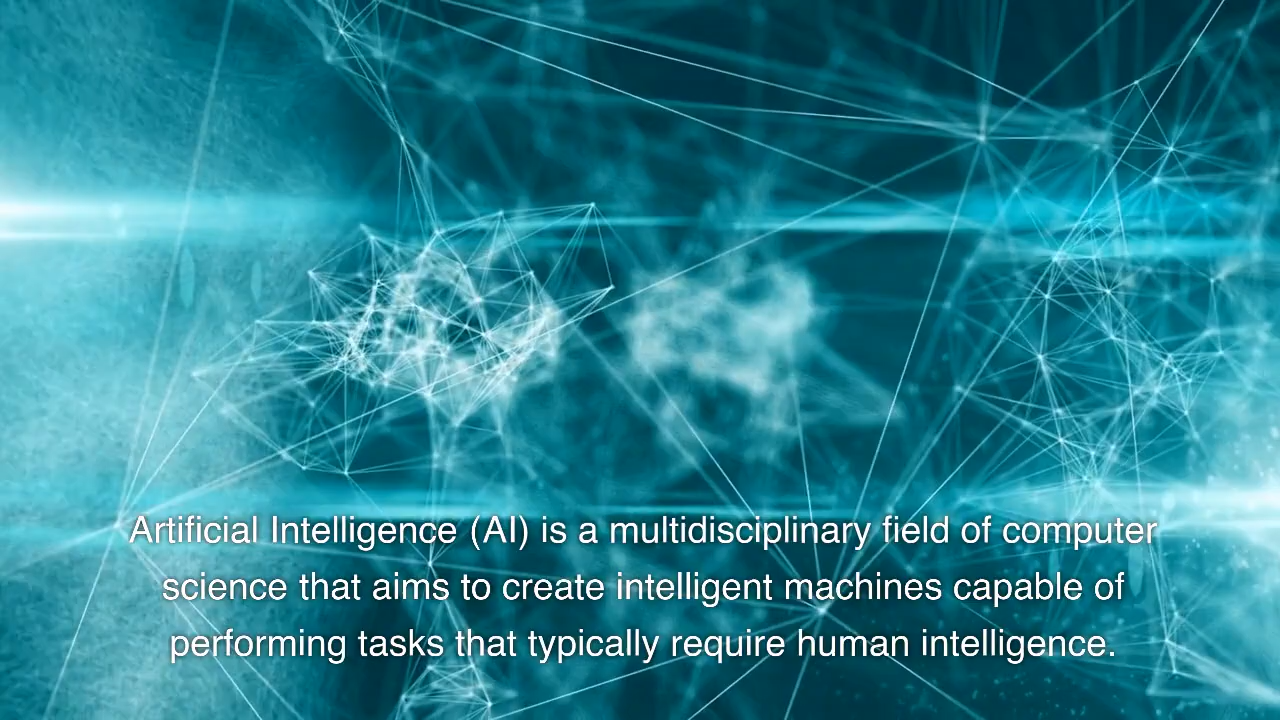 Artificial Intelligence (AI) is a multidisciplinary field of computer
science that aims to create intelligent machines capable of
performing tasks that typically require human intelligence.